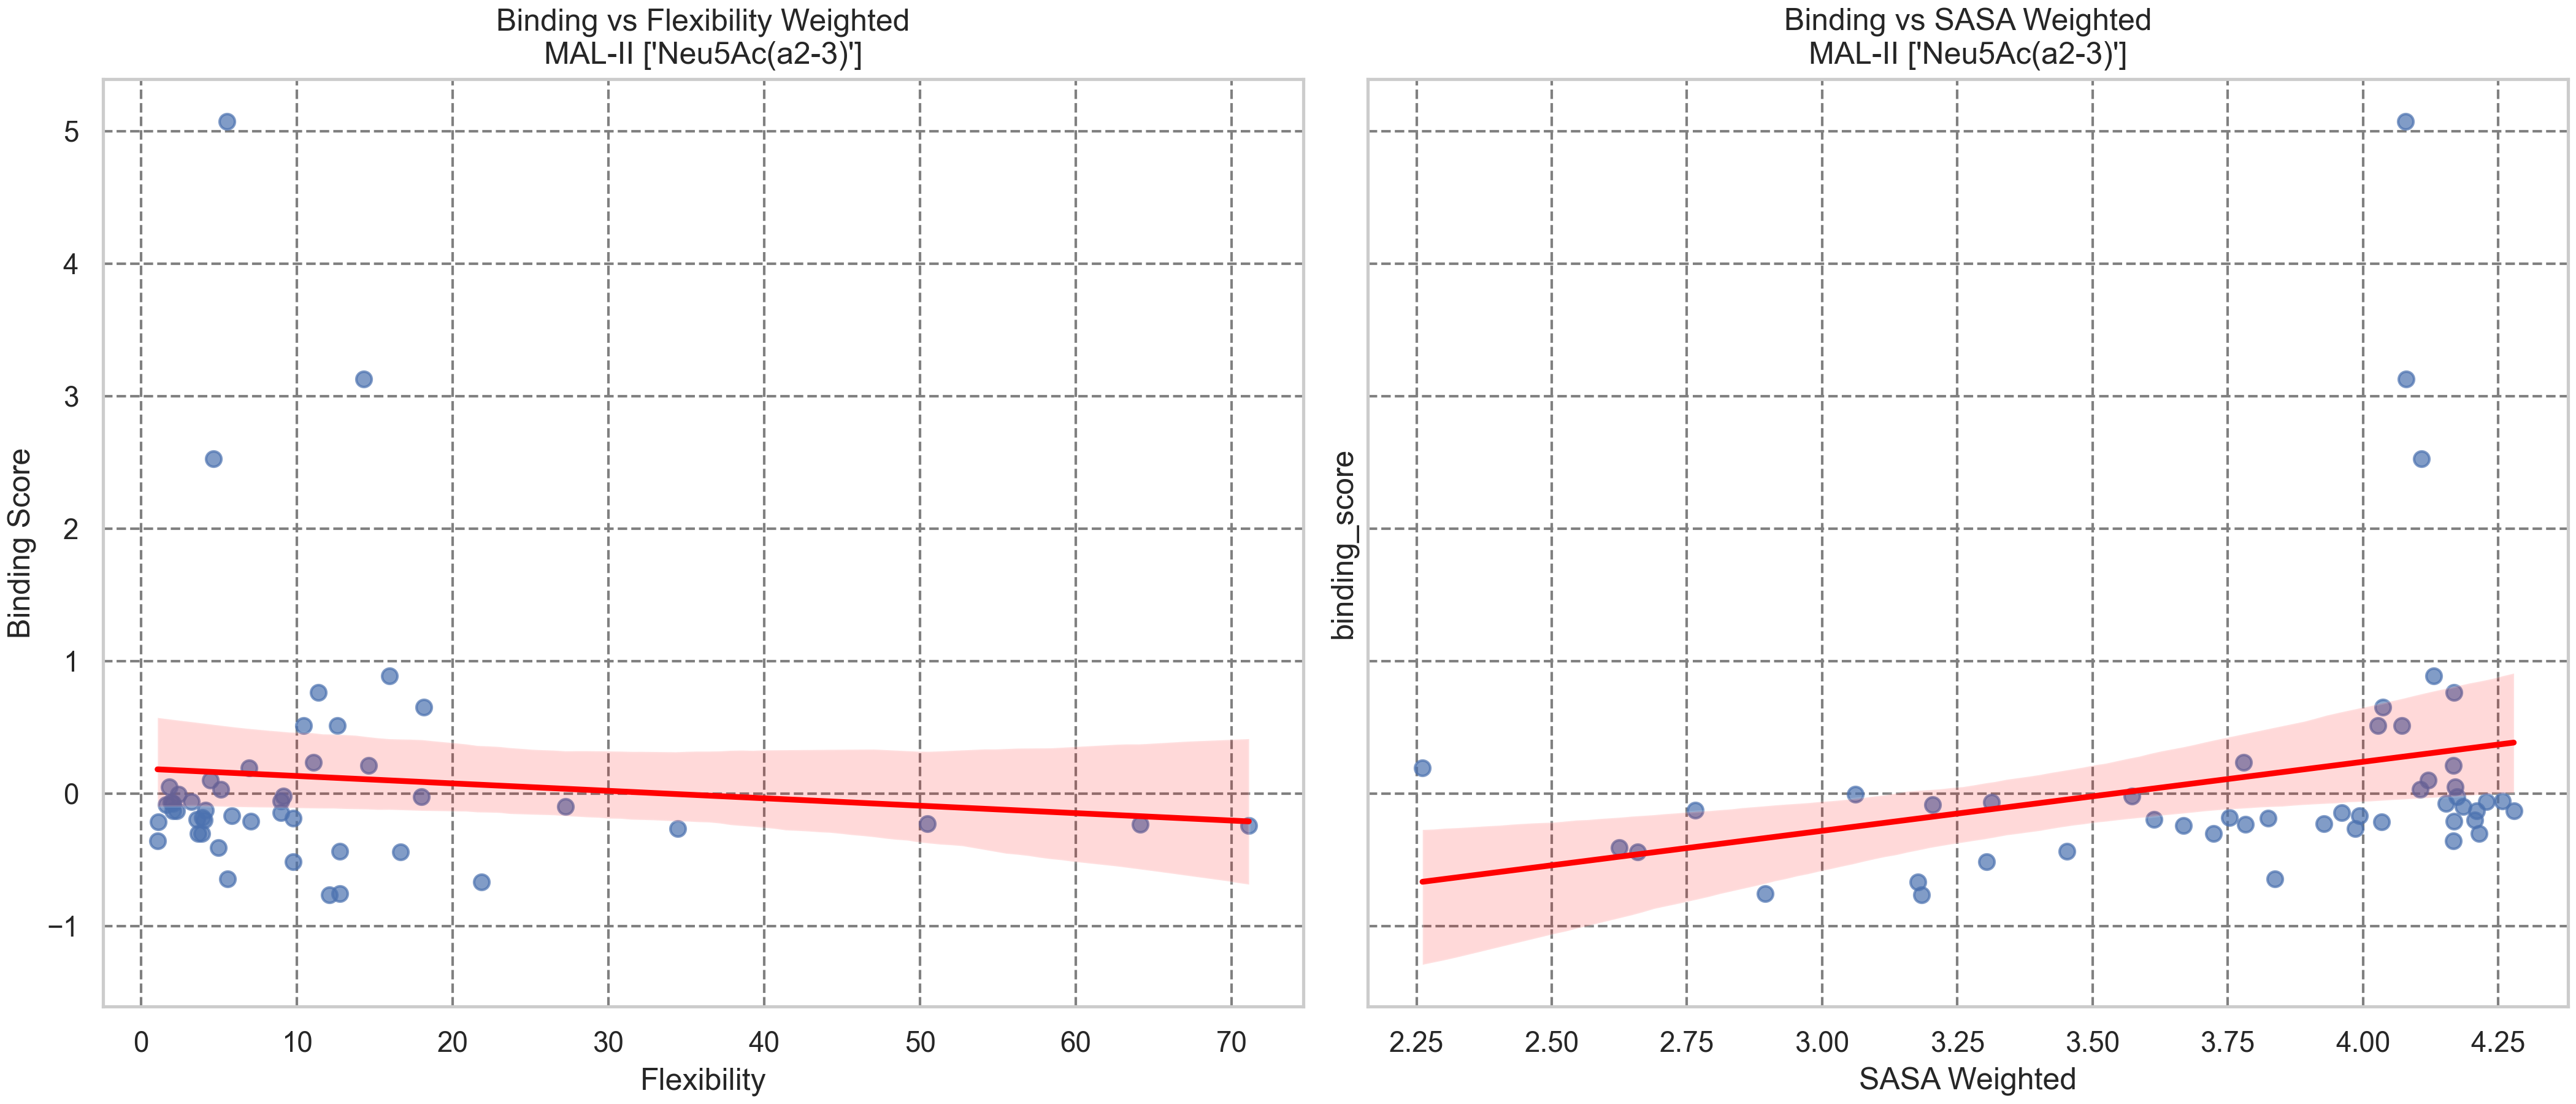 Binding vs Flexibility Weighted
MAL-II ['Neu5Ac(a2-3)']
Binding Score
5
4
3
2
1
0
−1
0 10 20 30 40 50 60 70
Flexibility
Binding vs SASA Weighted
MAL-II ['Neu5Ac(a2-3)']
binding_score
2.25 2.50 2.75 3.00 3.25 3.50 3.75 4.00 4.25
SASA Weighted